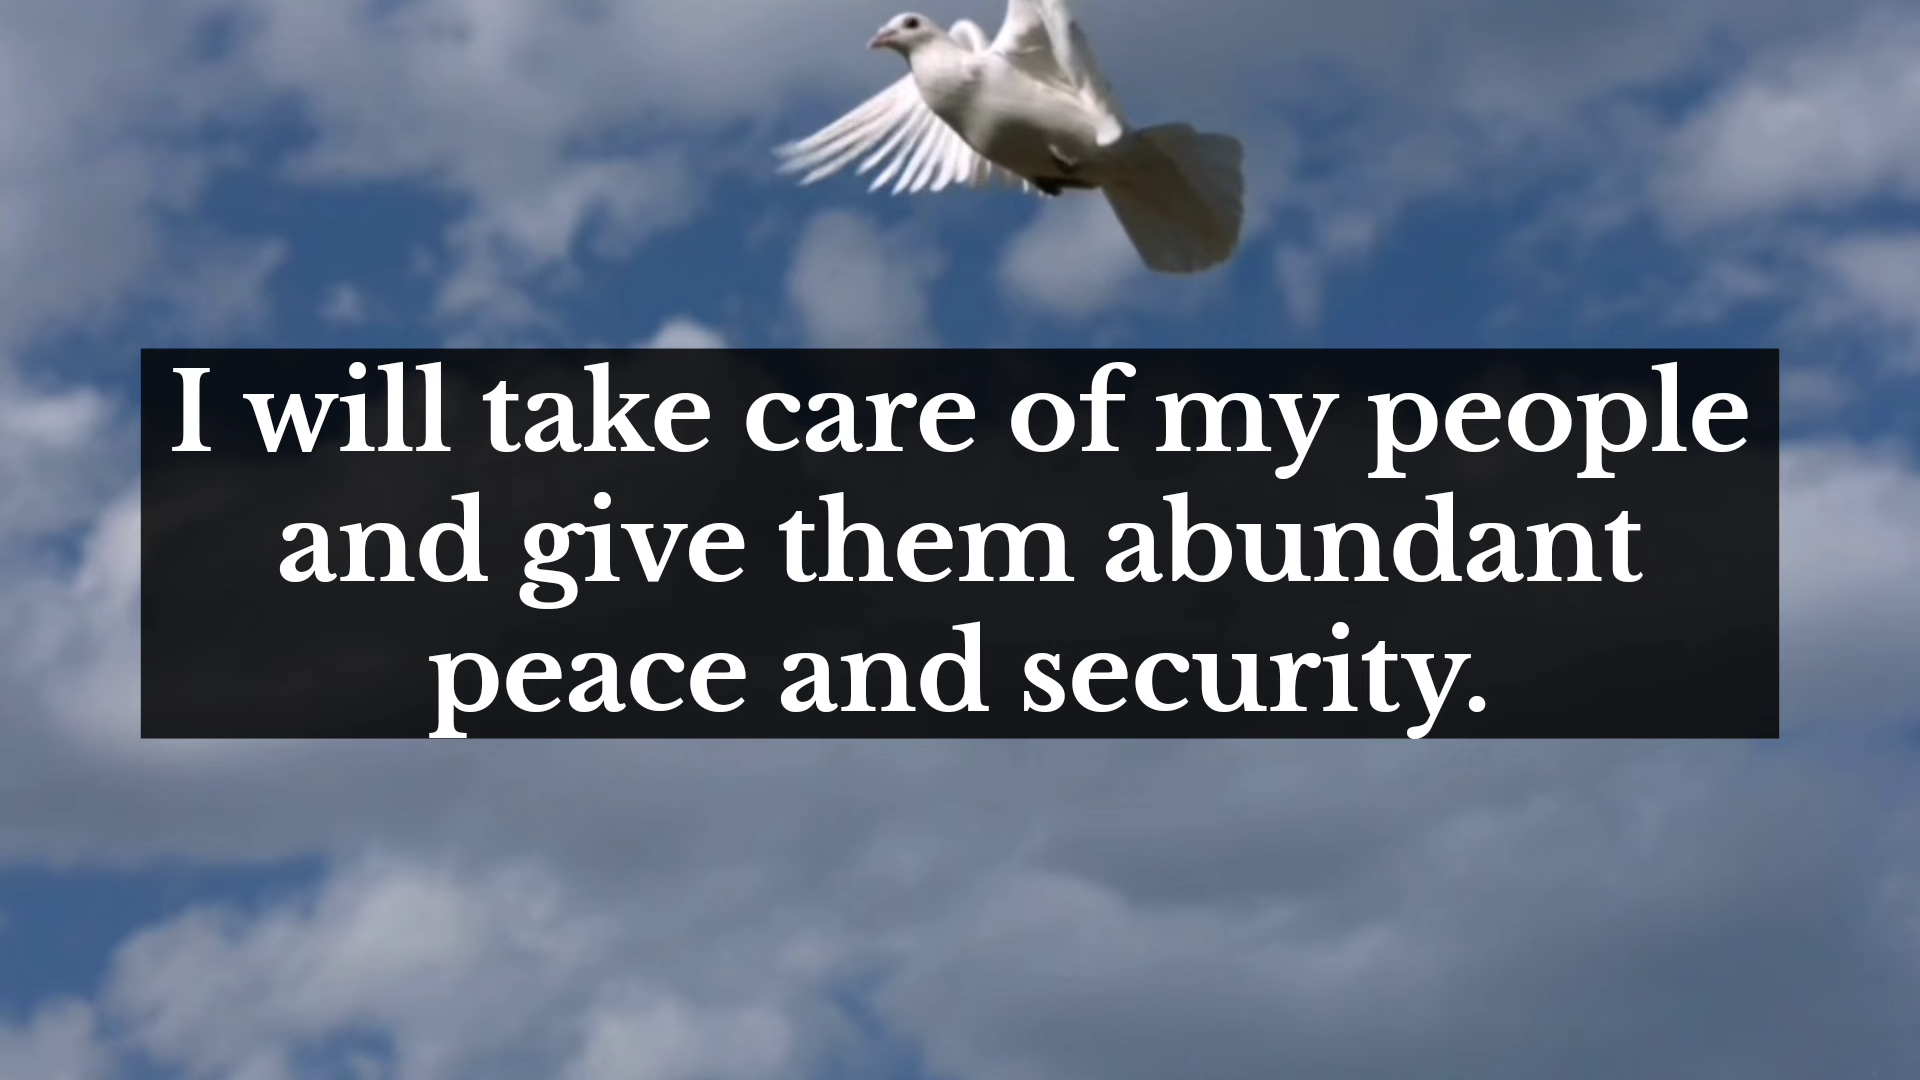 I will take care of my people
and give them abundant
peace and security.